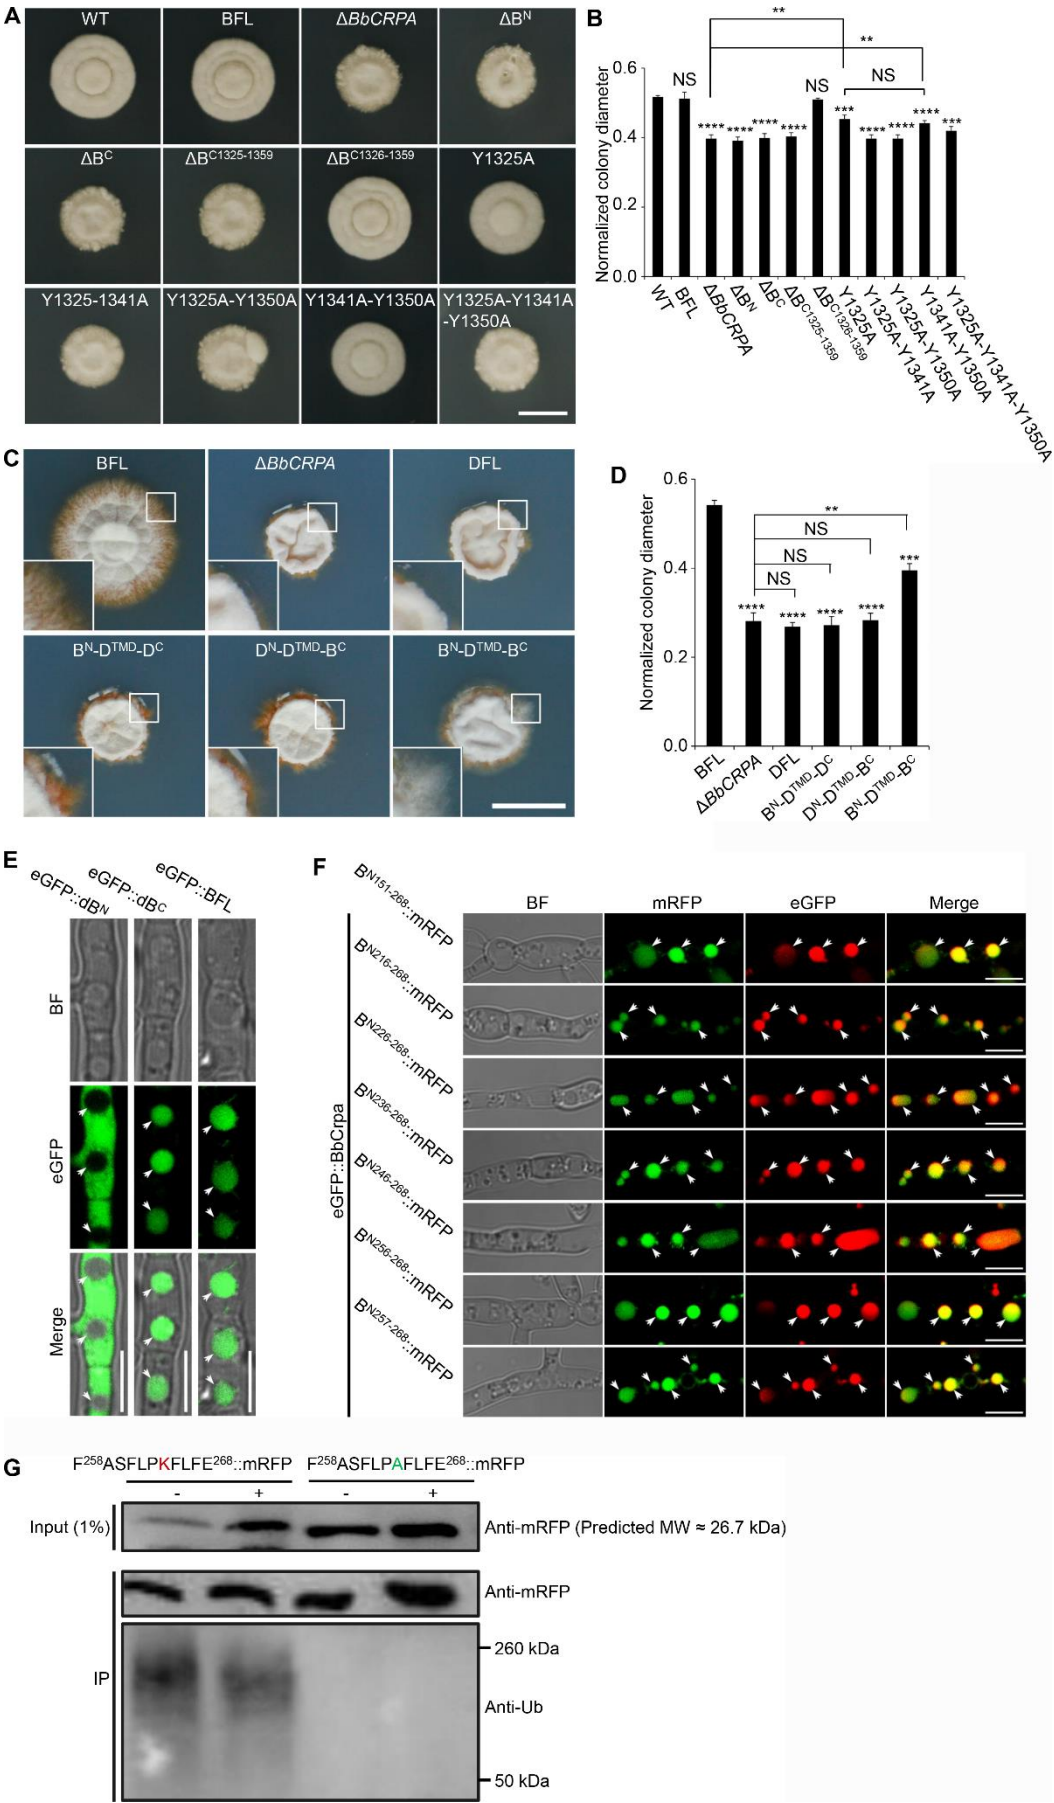 A
WT
BFL
ΔBbCRPA
ΔB^N
ΔB^C
ΔB^C1325-1359
ΔB^C1326-1359
Y1325A
Y1325-1341A
Y1325A-Y1350A
Y1341A-Y1350A
Y1325A-Y1341A
-Y1350A
B
**
**
NS
NS
NS
****
****
****
****
***
****
****
****
***
Normalized colony diameter
0.6
0.4
0.2
0.0
WT
BFL
ΔBbCRPA
ΔB^N
ΔB^C
ΔB^C1325-1359
ΔB^C1326-1359
Y1325A
Y1325A-Y1341A
Y1325A-Y1350A
Y1341A-Y1350A
Y1325A-Y1341A-Y1350A
C
BFL
ΔBbCRPA
DFL
B^N-D^TMD-D^C
D^N-D^TMD-B^C
B^N-D^TMD-B^C
D
**
NS
NS
NS
****
****
****
****
***
Normalized colony diameter
0.6
0.4
0.2
0.0
BFL
ΔBbCRPA
DFL
B^N-D^TMD-D^C
D^N-D^TMD-B^C
B^N-D^TMD-B^C
E
eGFP::dB^N
eGFP::dB^C
eGFP::BFL
BF
eGFP
Merge
F
BF
mRFP
eGFP
Merge
eGFP::BbCrpa
B^N151-268::mRFP
B^N216-268::mRFP
B^N226-268::mRFP
B^N236-268::mRFP
B^N246-268::mRFP
B^N256-268::mRFP
B^N257-268::mRFP
G
F^258ASFLPKFLFE^268::mRFP
F^258ASFLPAFLFE^268::mRFP
- + - +
Input (1%)
Anti-mRFP (Predicted MW ≈ 26.7 kDa)
Anti-mRFP
IP
260 kDa
Anti-Ub
50 kDa